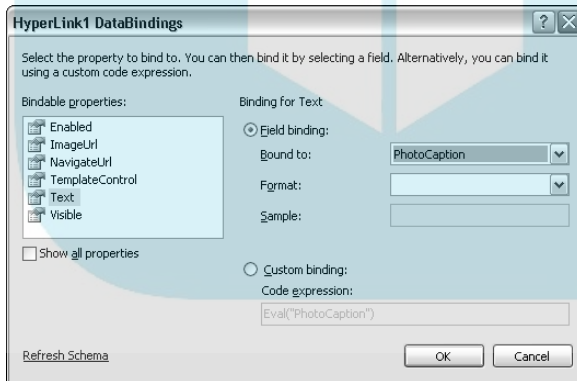 HyperLink1 DataBindings
Select the property to bind to. You can then bind it by selecting a field. Alternatively, you can bind it
using a custom code expression.
Bindable properties:
Enabled
ImageUrl
NavigateUrl
TemplateControl
Text
Visible
Show all properties
Binding for Text
Field binding:
Bound to: PhotoCaption
Format:
Sample:
Custom binding:
Code expression:
Eval("PhotoCaption")
Refresh Schema
OK Cancel